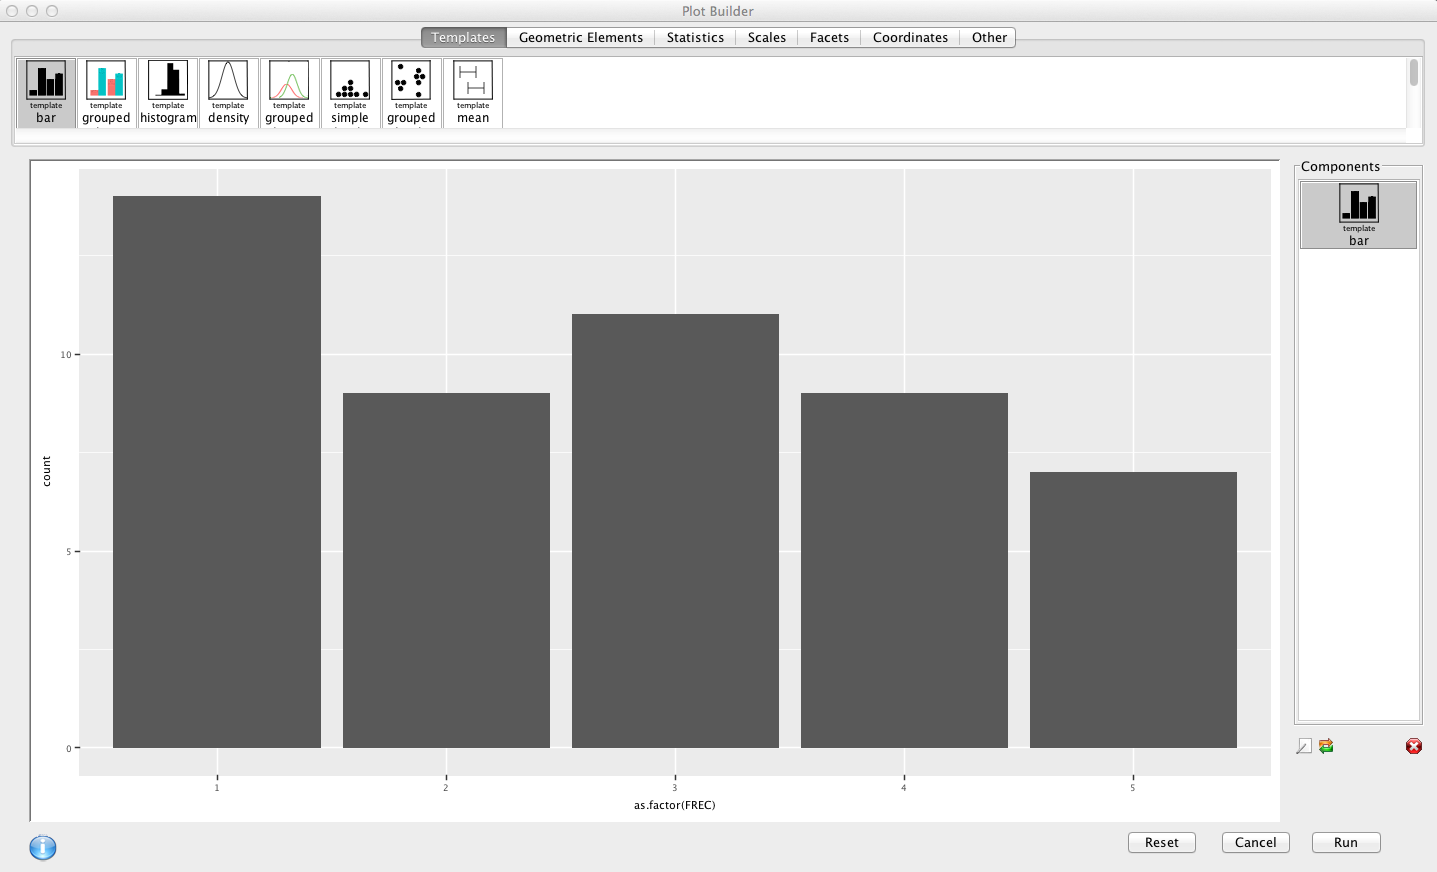 Plot Builder
Templates Geometric Elements Statistics Scales Facets Coordinates Other
template template template template template template template template
bar grouped histogram density grouped simple grouped mean
Components
template
bar
10
5
0
count
1 2 3 4 5
as.factor(FREC)
Reset Cancel Run